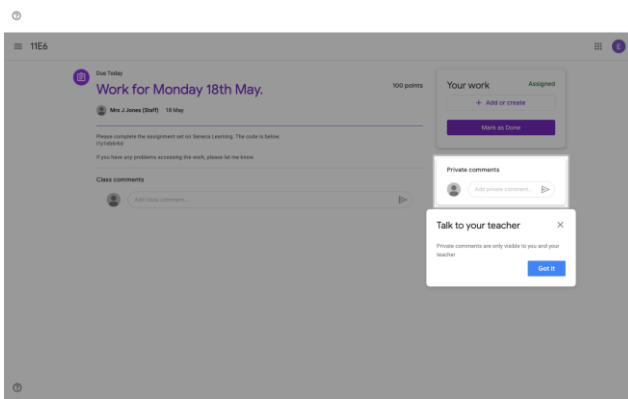 11E6
E
Due Today
Work for Monday 18th May.
100 points
Mrs J Jones (Staff) 18 May
Please complete the assignment set on Seneca Learning. The code is below.
If you have any problems accessing the work, please let me know.
Class comments
Add class comment...
Your work
Assigned
+ Add or create
Mark as Done
Private comments
Add private comment...
Talk to your teacher
Private comments are only visible to you and your
teacher
Got it